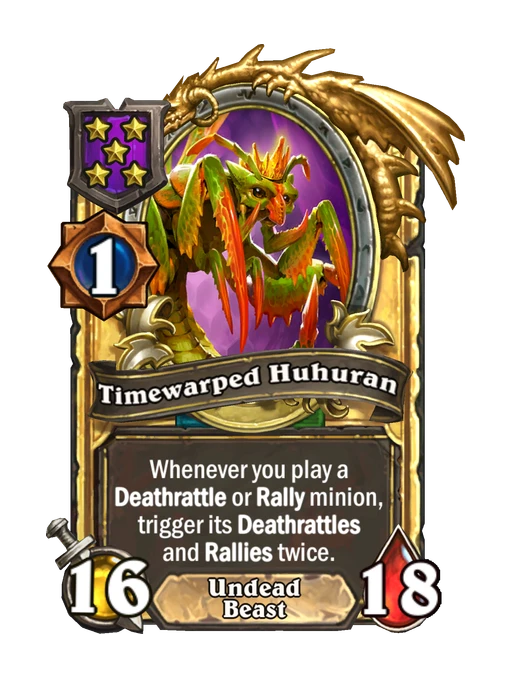 1
Timewarped Huhuran
Whenever you play a
Deathrattle or Rally minion,
trigger its Deathrattles
and Rallies twice.
16
Undead
Beast
18